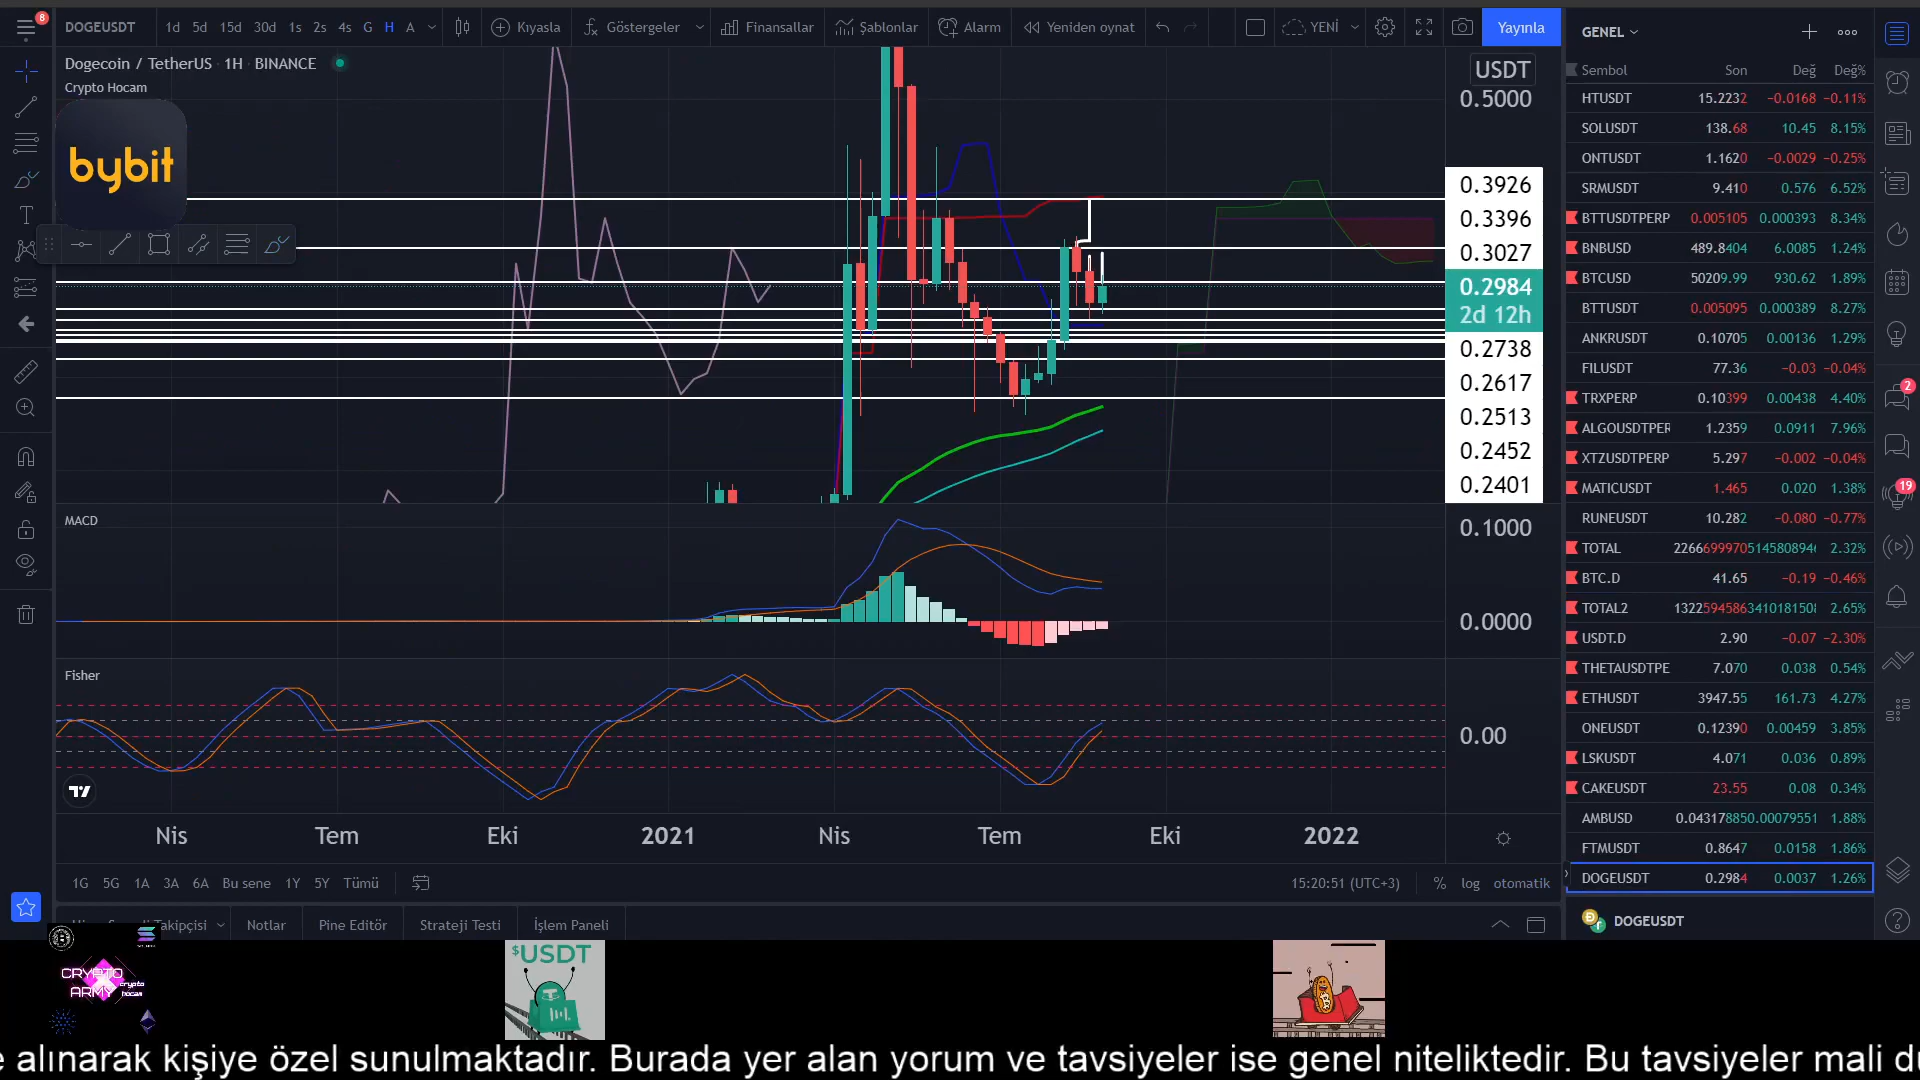 8
DOGEUSDT 1d 5d 15d 30d 1s 2s 4s G H A Kıyasla Göstergeler Finansallar Şablonlar Alarm Yeniden oynat YENİ Yayınla
Dogecoin / TetherUS · 1H · BINANCE
Crypto Hocam
bybit
T
USDT
0.5000
0.3926
0.3396
0.3027
0.2984
2d 12h
0.2738
0.2617
0.2513
0.2452
0.2401
MACD
0.1000
0.0000
Fisher
0.00
Nis Tem Eki 2021 Nis Tem Eki 2022
1G 5G 1A 3A 6A Bu sene 1Y 5Y Tümü
15:20:51 (UTC+3) % log otomatik
Takipçisi Notlar Pine Editör Strateji Testi İşlem Paneli
GENEL
Sembol Son Değ Değ%
HTUSDT 15.2232 −0.0168 −0.11%
SOLUSDT 138.68 10.45 8.15%
ONTUSDT 1.1620 −0.0029 −0.25%
SRMUSDT 9.410 0.576 6.52%
BTTUSDTPERP 0.005105 0.000393 8.34%
BNBUSD 489.8404 6.0085 1.24%
BTCUSD 50209.99 930.62 1.89%
BTTUSDT 0.005095 0.000389 8.27%
ANKRUSDT 0.10705 0.00136 1.29%
FILUSDT 77.36 −0.03 −0.04%
TRXPERP 0.10399 0.00438 4.40%
ALGOUSDTPER 1.2359 0.0911 7.96%
XTZUSDTPERP 5.297 −0.002 −0.04%
MATICUSDT 1.465 0.020 1.38%
RUNEUSDT 10.282 −0.080 −0.77%
TOTAL 2266699970514580894 2.32%
BTC.D 41.65 −0.19 −0.46%
TOTAL2 1322594586341018150 2.65%
USDT.D 2.90 −0.07 −2.30%
THETAUSDTPE 7.070 0.038 0.54%
ETHUSDT 3947.55 161.73 4.27%
ONEUSDT 0.12390 0.00459 3.85%
LSKUSDT 4.071 0.036 0.89%
CAKEUSDT 23.55 0.08 0.34%
AMBUSD 0.04317885 0.00079551 1.88%
FTMUSDT 0.8647 0.0158 1.86%
DOGEUSDT 0.2984 0.0037 1.26%
DOGEUSDT
2
19
CRYPTO
ARMY
crypto
hocam
$USDT
alınarak kişiye özel sunulmaktadır. Burada yer alan yorum ve tavsiyeler ise genel niteliktedir. Bu tavsiyeler mali